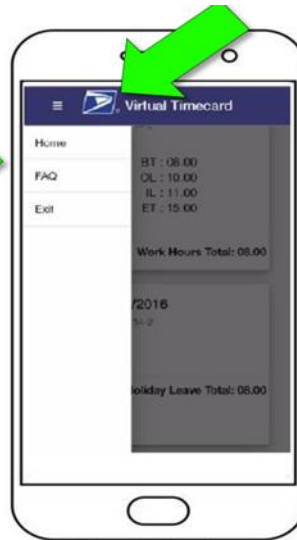 ≡ Virtual Timecard
Home
FAQ
Exit
BT : 08.00
OL : 10.00
IL : 11.00
ET : 15.00
Work Hours Total: 08.00
/2016
oliday Leave Total: 08.00